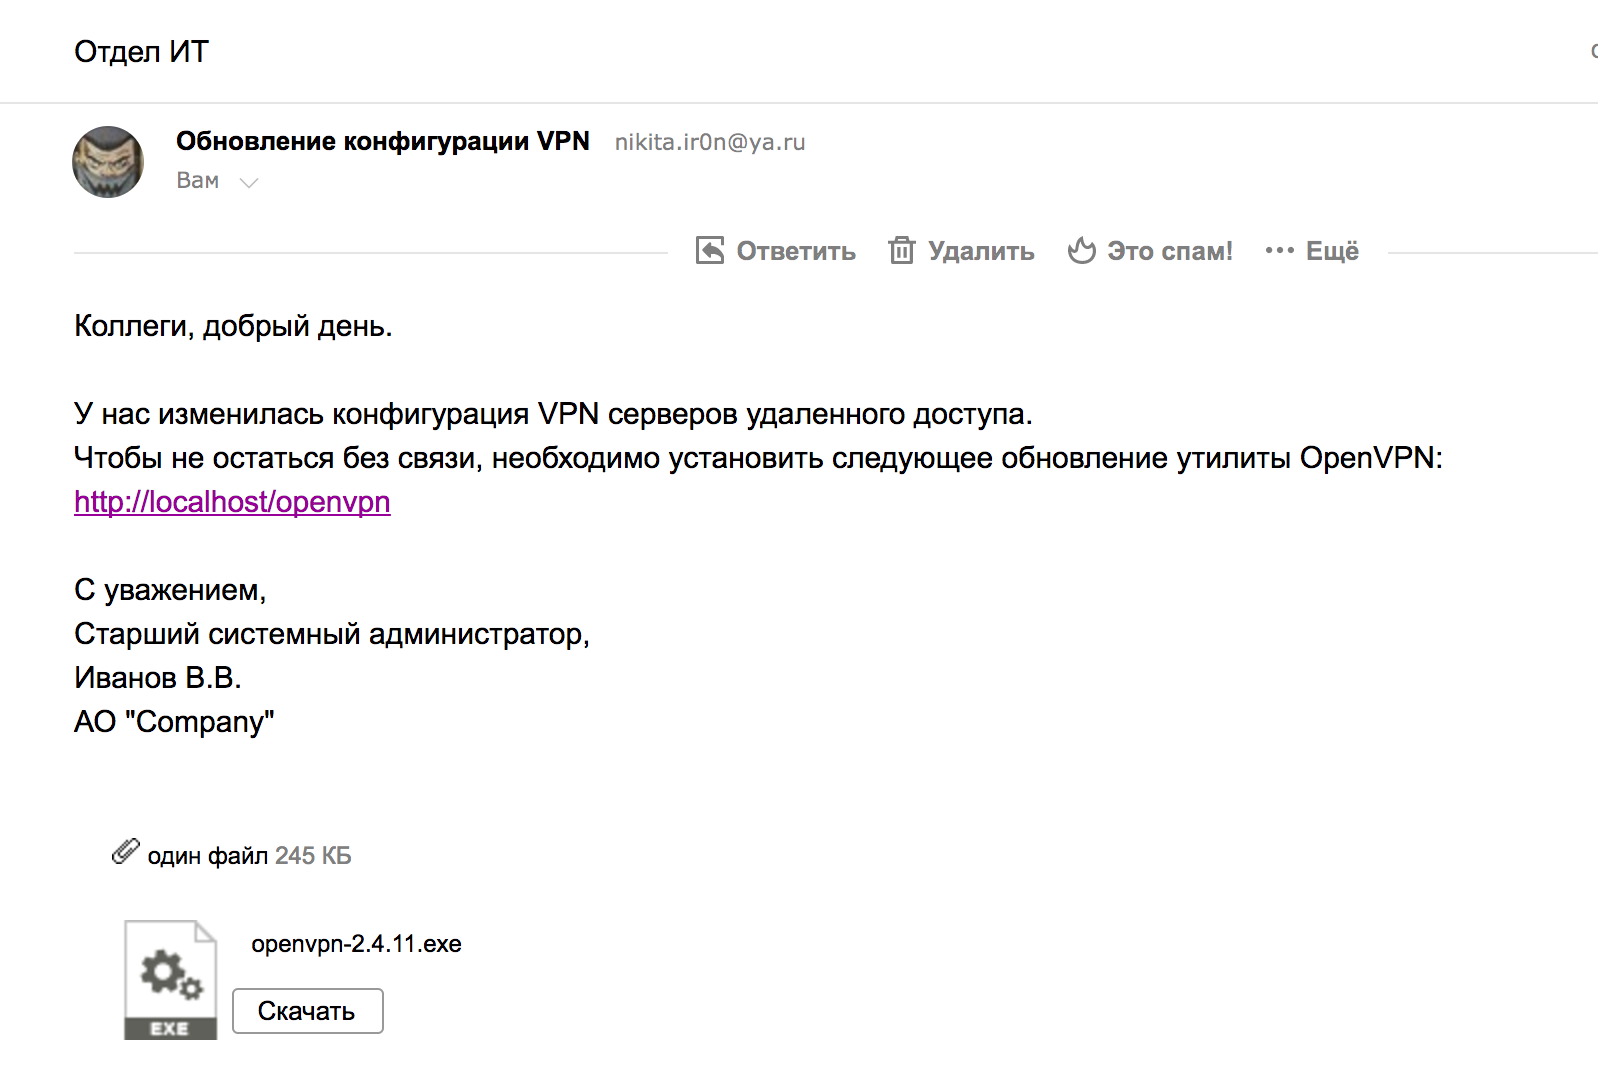 Отдел ИТ
Обновление конфигурации VPN nikita.ir0n@ya.ru
Вам
Ответить Удалить Это спам! Ещё
Коллеги, добрый день.
У нас изменилась конфигурация VPN серверов удаленного доступа.
Чтобы не остаться без связи, необходимо установить следующее обновление утилиты OpenVPN:
http://localhost/openvpn
С уважением,
Старший системный администратор,
Иванов В.В.
АО "Company"
один файл 245 КБ
openvpn-2.4.11.exe
EXE
Скачать